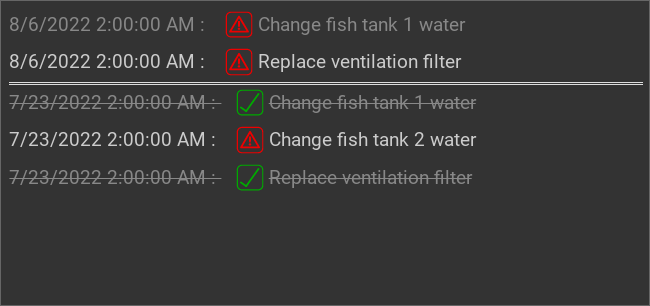 8/6/2022 2:00:00 AM : Change fish tank 1 water
8/6/2022 2:00:00 AM : Replace ventilation filter
7/23/2022 2:00:00 AM : Change fish tank 1 water
7/23/2022 2:00:00 AM : Change fish tank 2 water
7/23/2022 2:00:00 AM : Replace ventilation filter